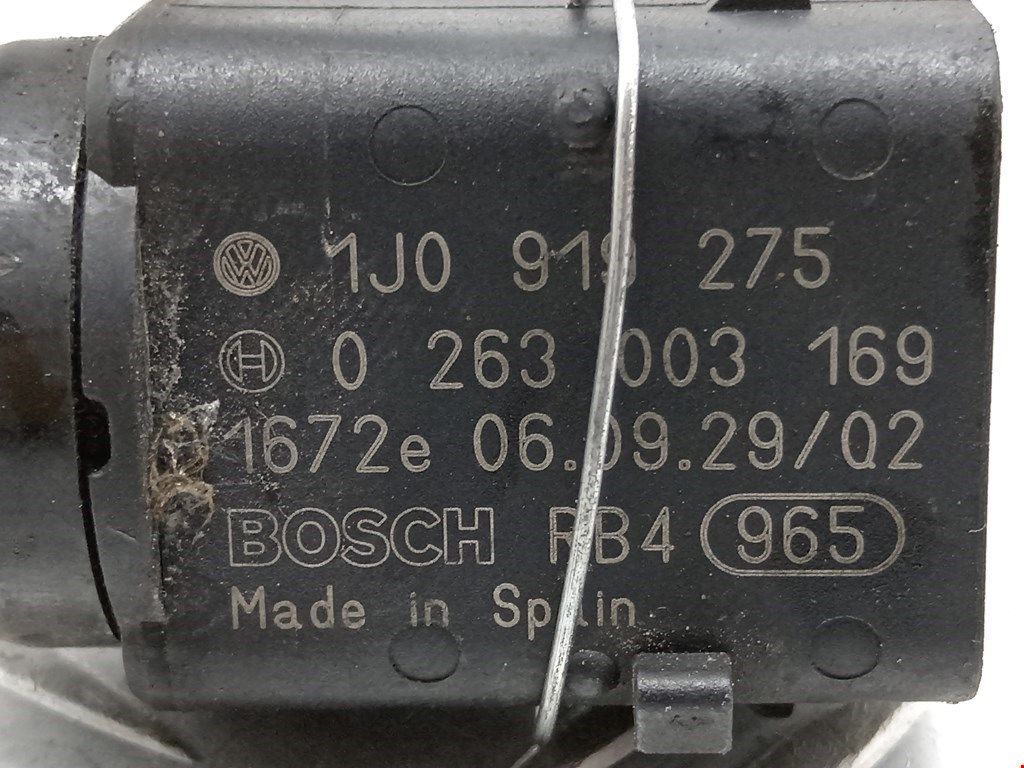 1J0 919 275
0 263 003 169
1672e 06.09.29/02
BOSCH RB4 965
Made in Spain